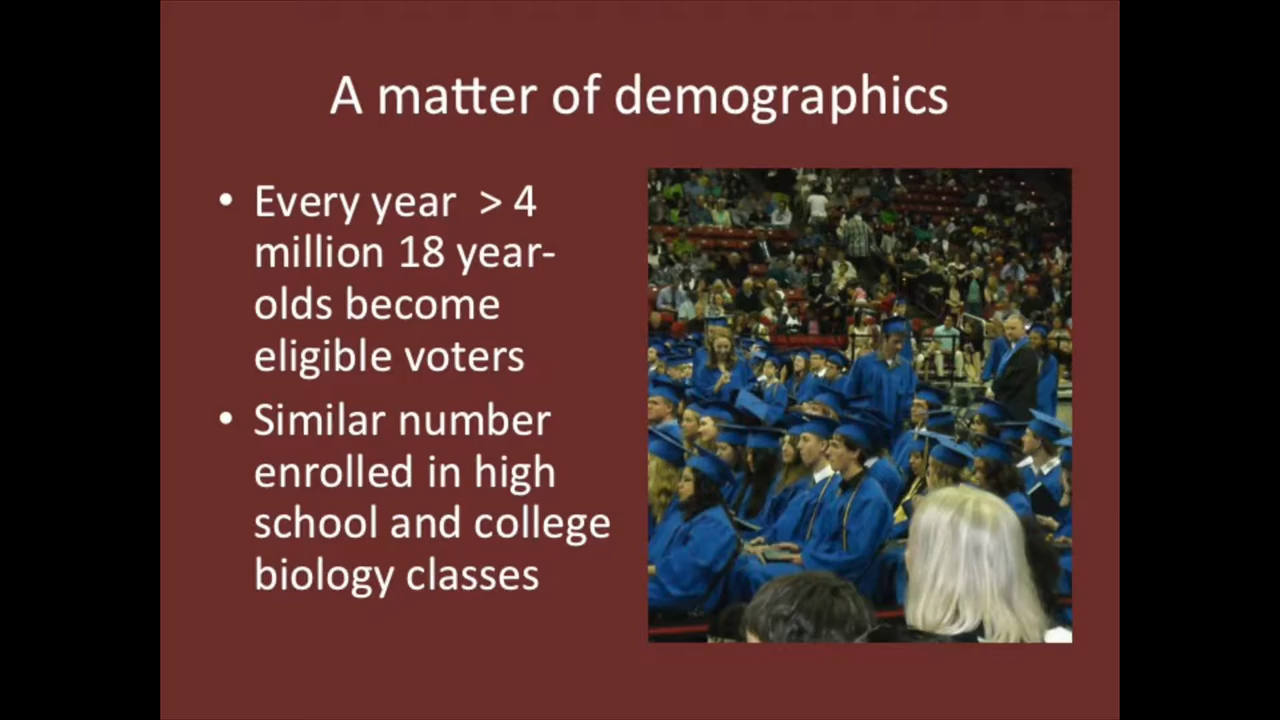 A matter of demographics
• Every year > 4
million 18 year-
olds become
eligible voters
• Similar number
enrolled in high
school and college
biology classes